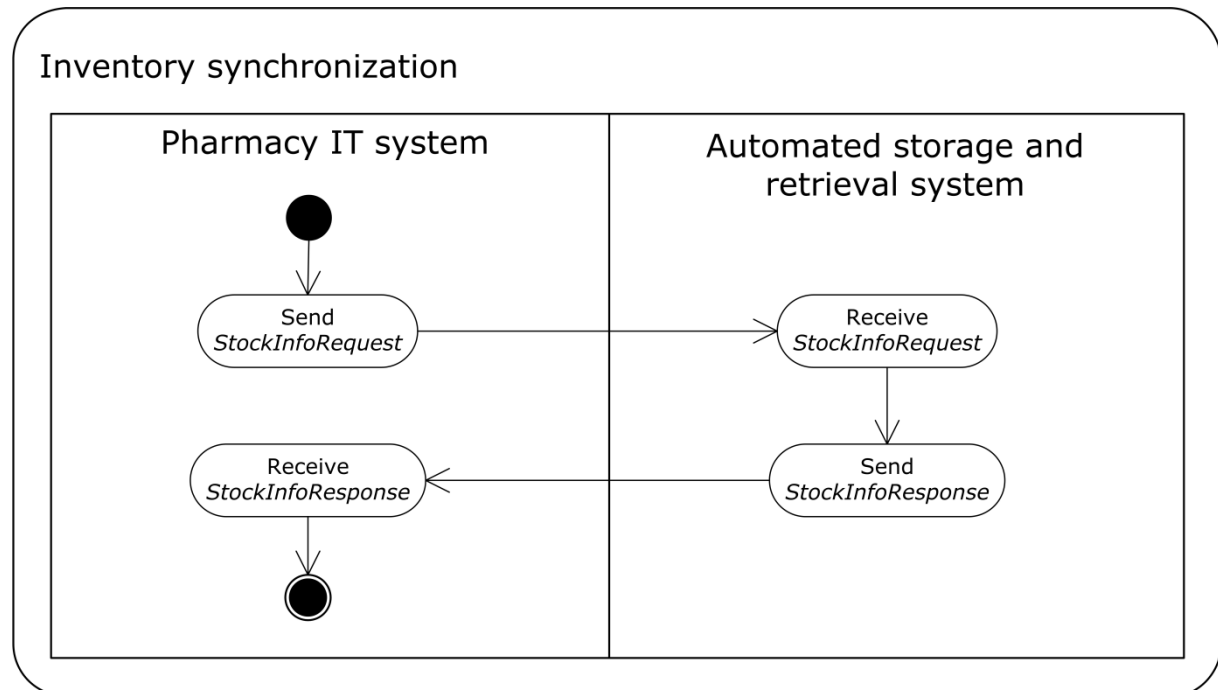 Inventory synchronization
Pharmacy IT system
Automated storage and
retrieval system
Send
StockInfoRequest
Receive
StockInfoRequest
Receive
StockInfoResponse
Send
StockInfoResponse